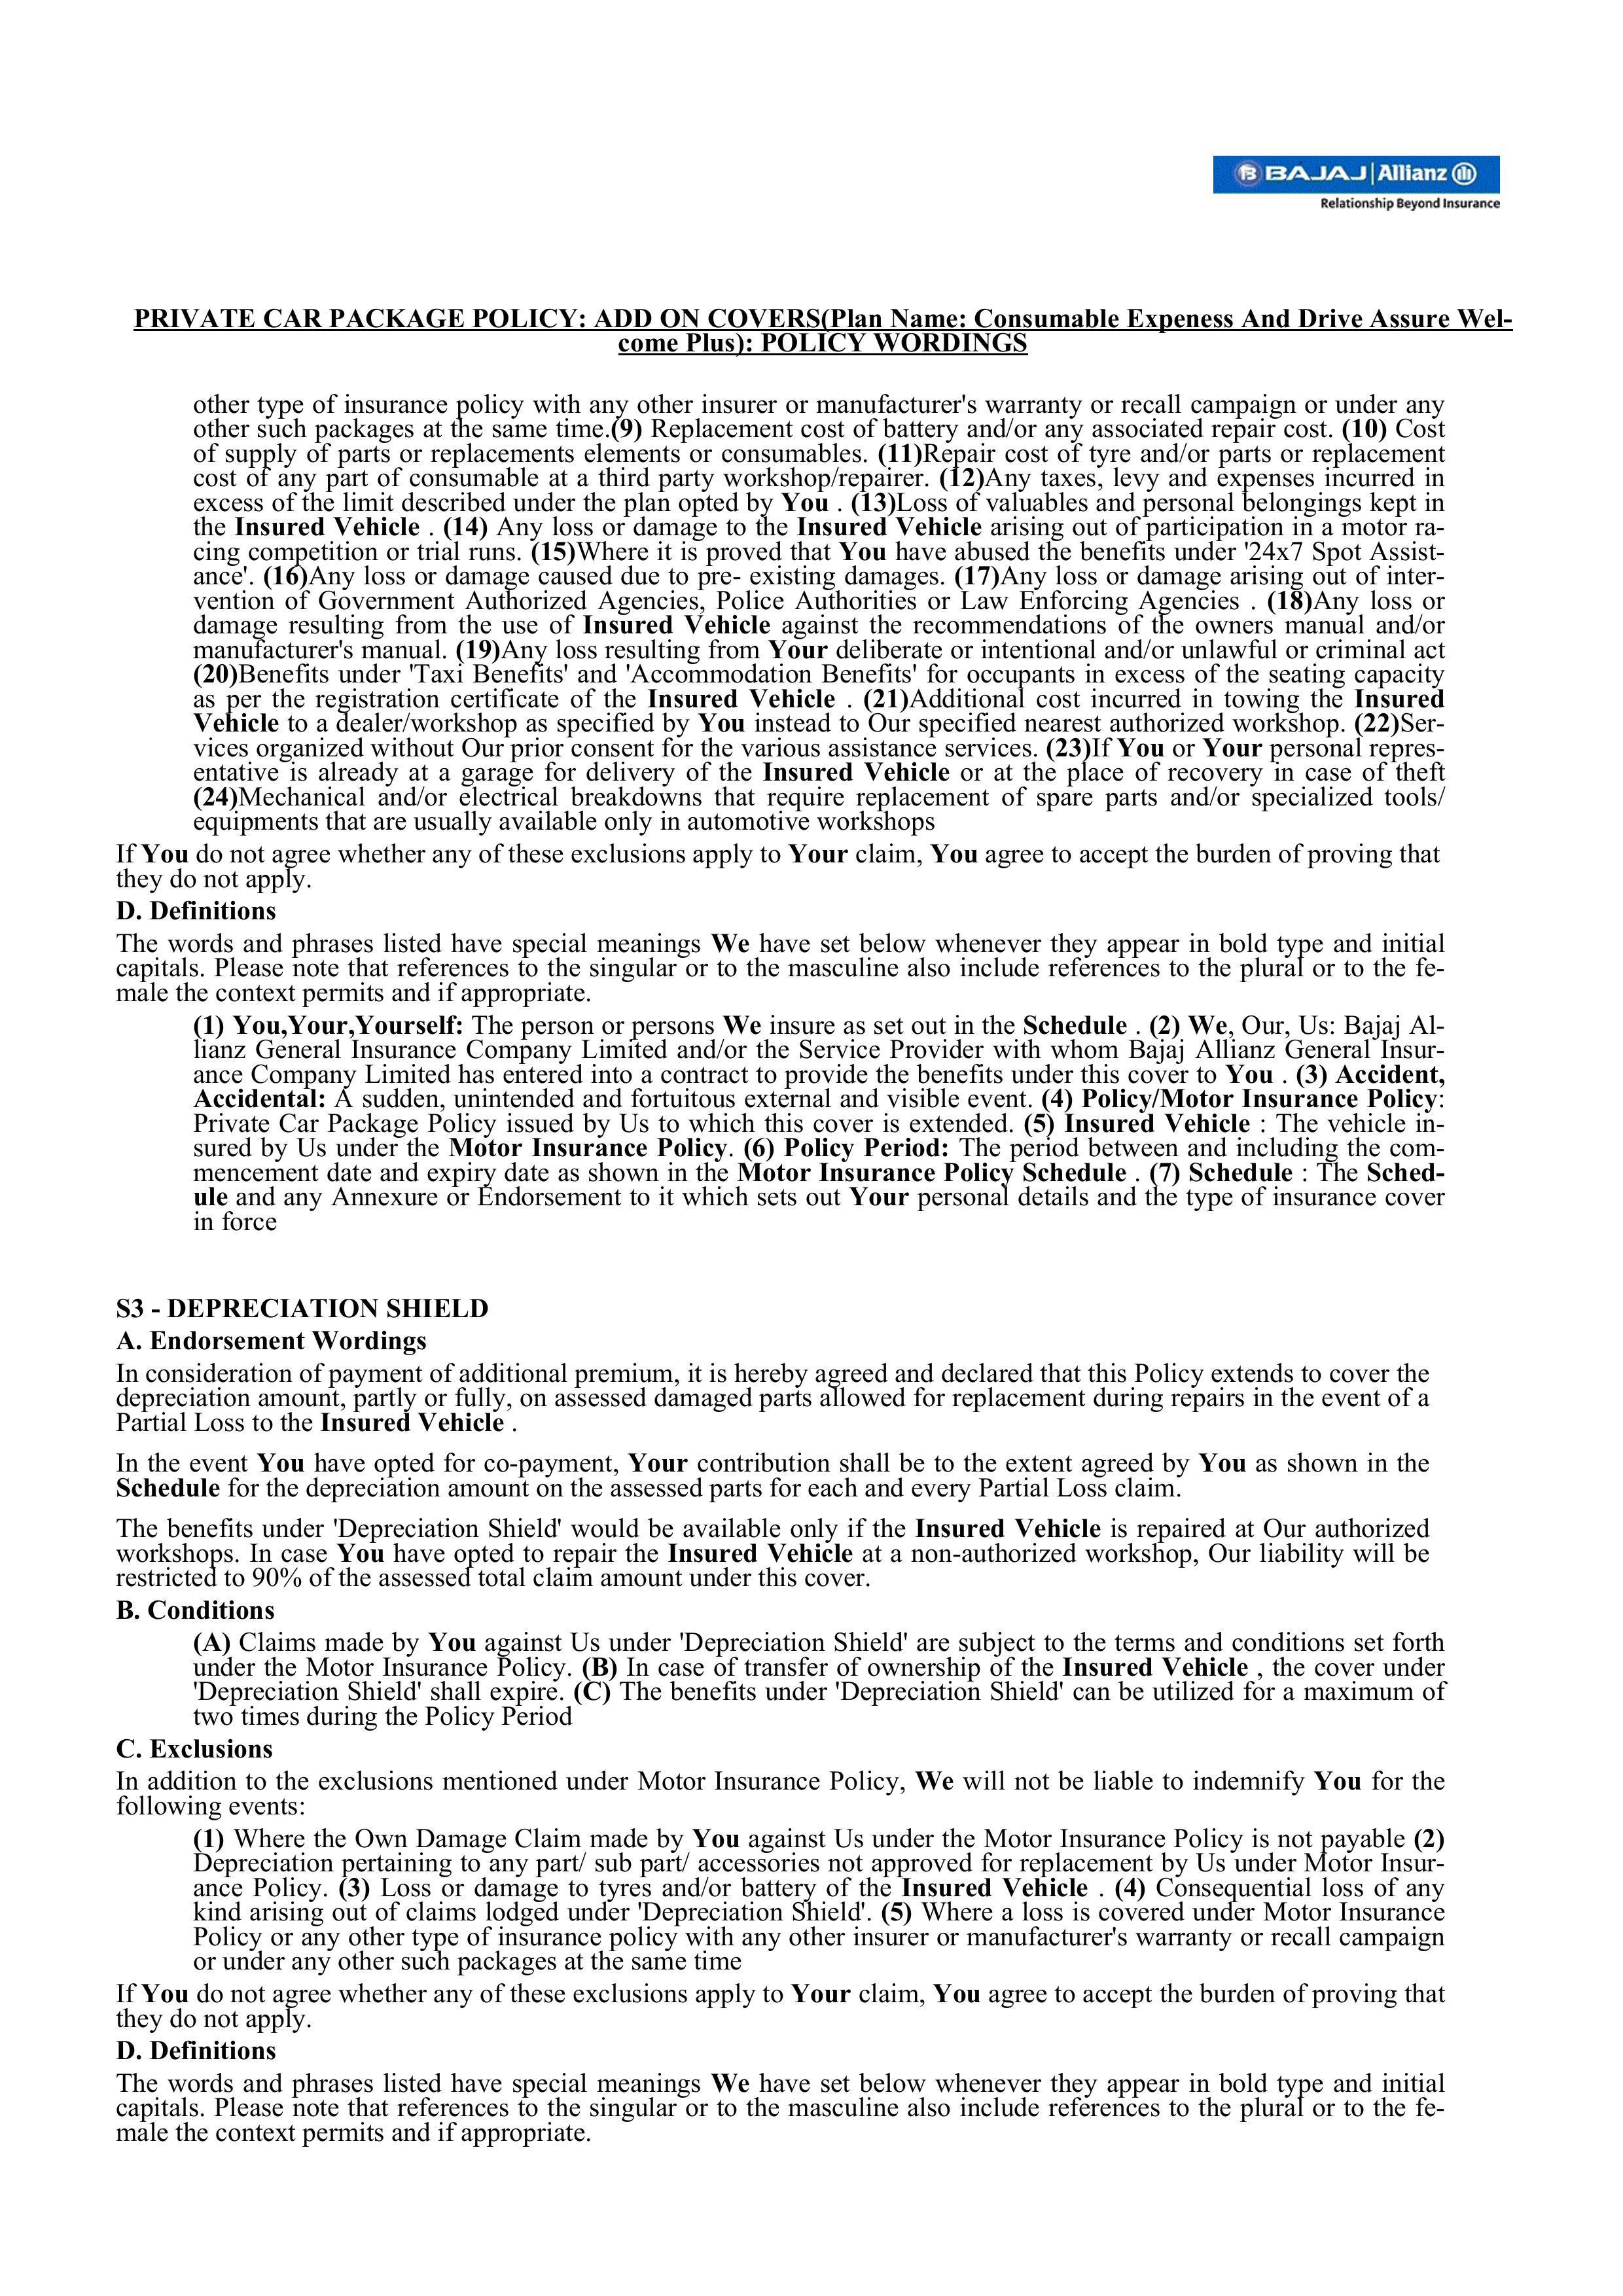 BAJAJ | Allianz
Relationship Beyond Insurance
PRIVATE CAR PACKAGE POLICY: ADD ON COVERS(Plan Name: Consumable Expeness And Drive Assure Wel-
come Plus): POLICY WORDINGS
other type of insurance policy with any other insurer or manufacturer's warranty or recall campaign or under any
other such packages at the same time.(9) Replacement cost of battery and/or any associated repair cost. (10) Cost
of supply of parts or replacements elements or consumables. (11)Repair cost of tyre and/or parts or replacement
cost of any part of consumable at a third party workshop/repairer. (12)Any taxes, levy and expenses incurred in
excess of the limit described under the plan opted by You . (13)Loss of valuables and personal belongings kept in
the Insured Vehicle . (14) Any loss or damage to the Insured Vehicle arising out of participation in a motor ra-
cing competition or trial runs. (15)Where it is proved that You have abused the benefits under '24x7 Spot Assist-
ance'. (16)Any loss or damage caused due to pre- existing damages. (17)Any loss or damage arising out of inter-
vention of Government Authorized Agencies, Police Authorities or Law Enforcing Agencies . (18)Any loss or
damage resulting from the use of Insured Vehicle against the recommendations of the owners manual and/or
manufacturer's manual. (19)Any loss resulting from Your deliberate or intentional and/or unlawful or criminal act
(20)Benefits under 'Taxi Benefits' and 'Accommodation Benefits' for occupants in excess of the seating capacity
as per the registration certificate of the Insured Vehicle . (21)Additional cost incurred in towing the Insured
Vehicle to a dealer/workshop as specified by You instead to Our specified nearest authorized workshop. (22)Ser-
vices organized without Our prior consent for the various assistance services. (23)If You or Your personal repres-
entative is already at a garage for delivery of the Insured Vehicle or at the place of recovery in case of theft
(24)Mechanical and/or electrical breakdowns that require replacement of spare parts and/or specialized tools/
equipments that are usually available only in automotive workshops
If You do not agree whether any of these exclusions apply to Your claim, You agree to accept the burden of proving that
they do not apply.
D. Definitions
The words and phrases listed have special meanings We have set below whenever they appear in bold type and initial
capitals. Please note that references to the singular or to the masculine also include references to the plural or to the fe-
male the context permits and if appropriate.
(1) You,Your,Yourself: The person or persons We insure as set out in the Schedule . (2) We, Our, Us: Bajaj Al-
lianz General Insurance Company Limited and/or the Service Provider with whom Bajaj Allianz General Insur-
ance Company Limited has entered into a contract to provide the benefits under this cover to You . (3) Accident,
Accidental: A sudden, unintended and fortuitous external and visible event. (4) Policy/Motor Insurance Policy:
Private Car Package Policy issued by Us to which this cover is extended. (5) Insured Vehicle : The vehicle in-
sured by Us under the Motor Insurance Policy. (6) Policy Period: The period between and including the com-
mencement date and expiry date as shown in the Motor Insurance Policy Schedule . (7) Schedule : The Sched-
ule and any Annexure or Endorsement to it which sets out Your personal details and the type of insurance cover
in force
S3 - DEPRECIATION SHIELD
A. Endorsement Wordings
In consideration of payment of additional premium, it is hereby agreed and declared that this Policy extends to cover the
depreciation amount, partly or fully, on assessed damaged parts allowed for replacement during repairs in the event of a
Partial Loss to the Insured Vehicle .
In the event You have opted for co-payment, Your contribution shall be to the extent agreed by You as shown in the
Schedule for the depreciation amount on the assessed parts for each and every Partial Loss claim.
The benefits under 'Depreciation Shield' would be available only if the Insured Vehicle is repaired at Our authorized
workshops. In case You have opted to repair the Insured Vehicle at a non-authorized workshop, Our liability will be
restricted to 90% of the assessed total claim amount under this cover.
B. Conditions
(A) Claims made by You against Us under 'Depreciation Shield' are subject to the terms and conditions set forth
under the Motor Insurance Policy. (B) In case of transfer of ownership of the Insured Vehicle , the cover under
'Depreciation Shield' shall expire. (C) The benefits under 'Depreciation Shield' can be utilized for a maximum of
two times during the Policy Period
C. Exclusions
In addition to the exclusions mentioned under Motor Insurance Policy, We will not be liable to indemnify You for the
following events:
(1) Where the Own Damage Claim made by You against Us under the Motor Insurance Policy is not payable (2)
Depreciation pertaining to any part/ sub part/ accessories not approved for replacement by Us under Motor Insur-
ance Policy. (3) Loss or damage to tyres and/or battery of the Insured Vehicle . (4) Consequential loss of any
kind arising out of claims lodged under 'Depreciation Shield'. (5) Where a loss is covered under Motor Insurance
Policy or any other type of insurance policy with any other insurer or manufacturer's warranty or recall campaign
or under any other such packages at the same time
If You do not agree whether any of these exclusions apply to Your claim, You agree to accept the burden of proving that
they do not apply.
D. Definitions
The words and phrases listed have special meanings We have set below whenever they appear in bold type and initial
capitals. Please note that references to the singular or to the masculine also include references to the plural or to the fe-
male the context permits and if appropriate.